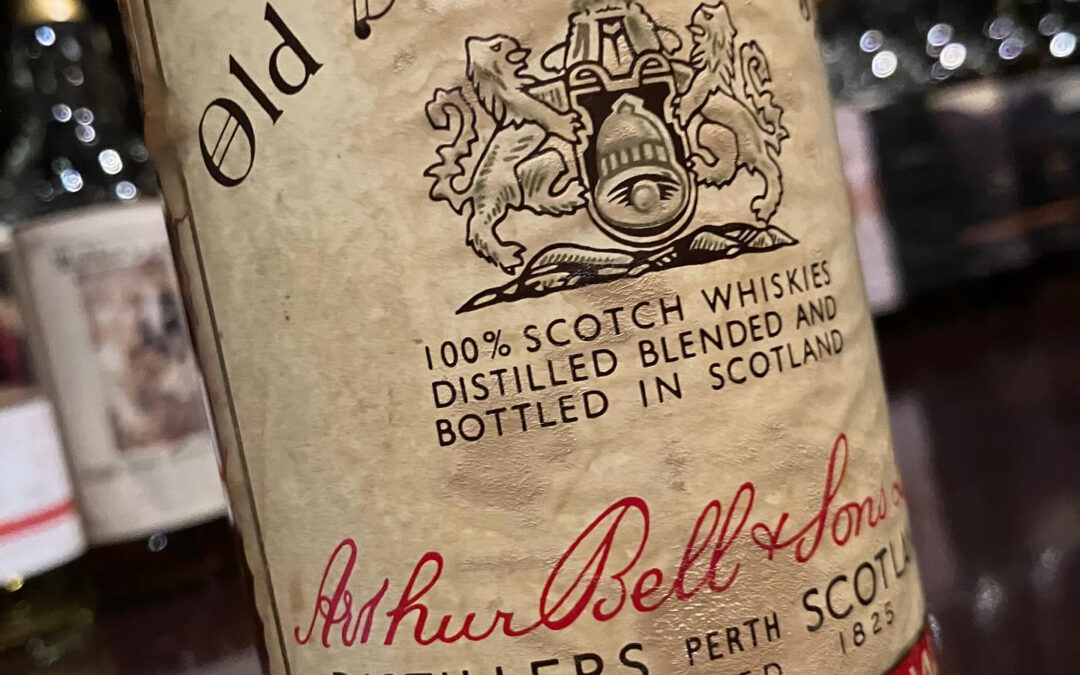 Old
100% SCOTCH WHISKIES
DISTILLED BLENDED AND
BOTTLED IN SCOTLAND
Arthur Bell & Sons
PERTH
1825